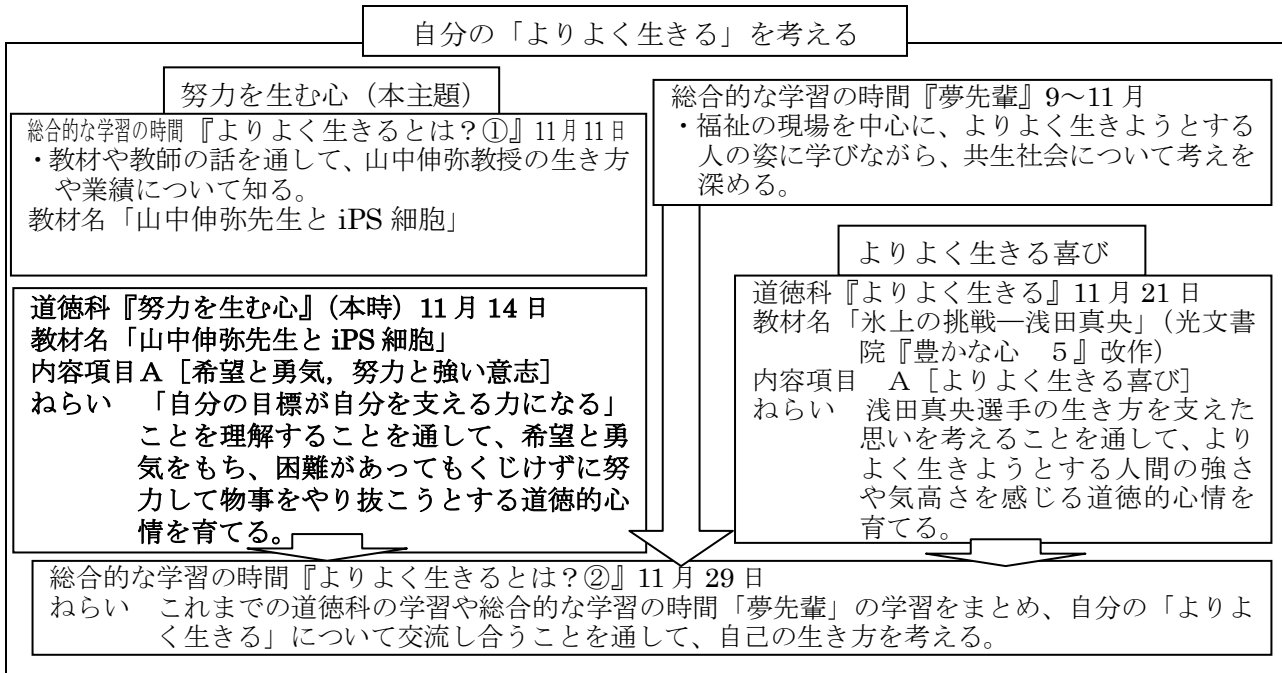 自分の「よりよく生きる」を考える
努力を生む心（本主題）
総合的な学習の時間『よりよく生きるとは？①』11月11日
・教材や教師の話を通して、山中伸弥教授の生き方
や業績について知る。
教材名「山中伸弥先生と iPS 細胞」
総合的な学習の時間『夢先輩』9～11月
・福祉の現場を中心に、よりよく生きようとする
人の姿に学びながら、共生社会について考えを
深める。
道徳科『努力を生む心』（本時）11月14日
教材名「山中伸弥先生と iPS 細胞」
内容項目A［希望と勇気，努力と強い意志］
ねらい　「自分の目標が自分を支える力になる」
ことを理解することを通して、希望と勇
気をもち、困難があってもくじけずに努
力して物事をやり抜こうとする道徳的心
情を育てる。
よりよく生きる喜び
道徳科『よりよく生きる』11月21日
教材名「氷上の挑戦―浅田真央」（光文書
院『豊かな心　５』改作）
内容項目　A［よりよく生きる喜び］
ねらい　浅田真央選手の生き方を支えた
思いを考えることを通して、より
よく生きようとする人間の強さ
や気高さを感じる道徳的心情を
育てる。
総合的な学習の時間『よりよく生きるとは？②』11月29日
ねらい　これまでの道徳科の学習や総合的な学習の時間「夢先輩」の学習をまとめ、自分の「よりよ
く生きる」について交流し合うことを通して、自己の生き方を考える。